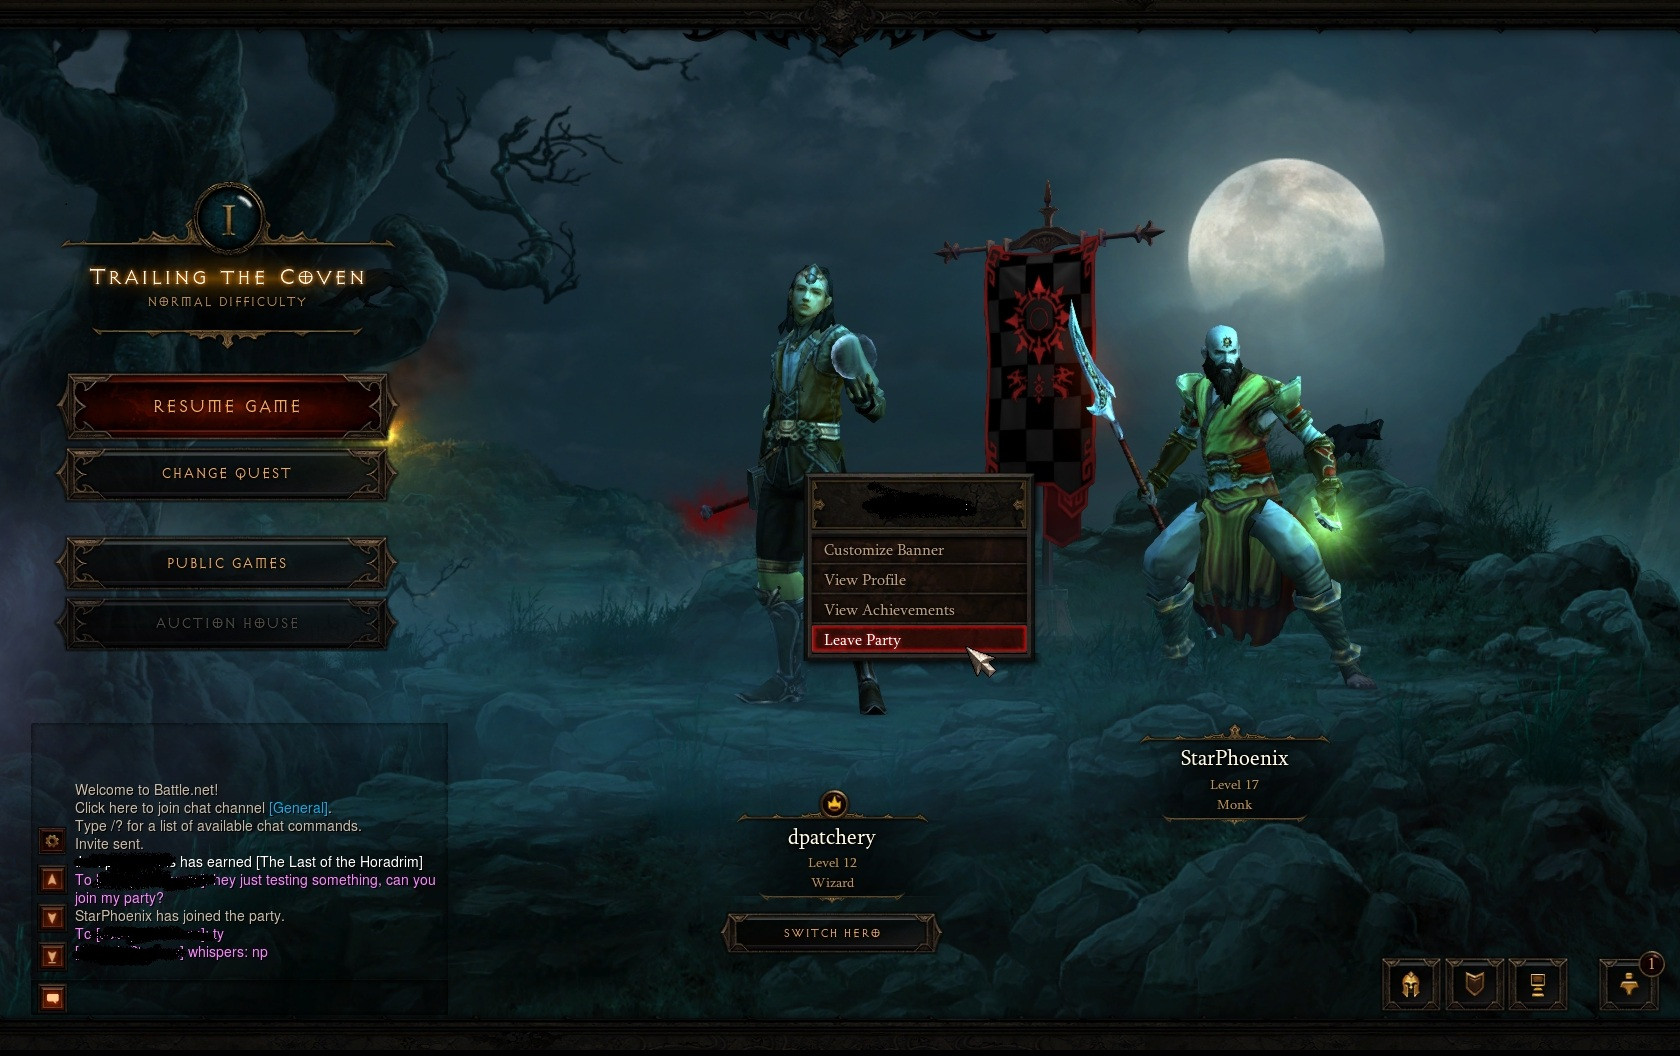 I
TRAILING THE COVEN
NORMAL DIFFICULTY
RESUME GAME
CHANGE QUEST
PUBLIC GAMES
AUCTION HOUSE
Customize Banner
View Profile
View Achievements
Leave Party
StarPhoenix
Level 17
Monk
dpatchery
Level 12
Wizard
SWITCH HERO
Welcome to Battle.net!
Click here to join chat channel [General].
Type /? for a list of available chat commands.
Invite sent.
has earned [The Last of the Horadrim]
To hey just testing something, can you
join my party?
StarPhoenix has joined the party.
To [ ]: ty
[ ] whispers: np
1